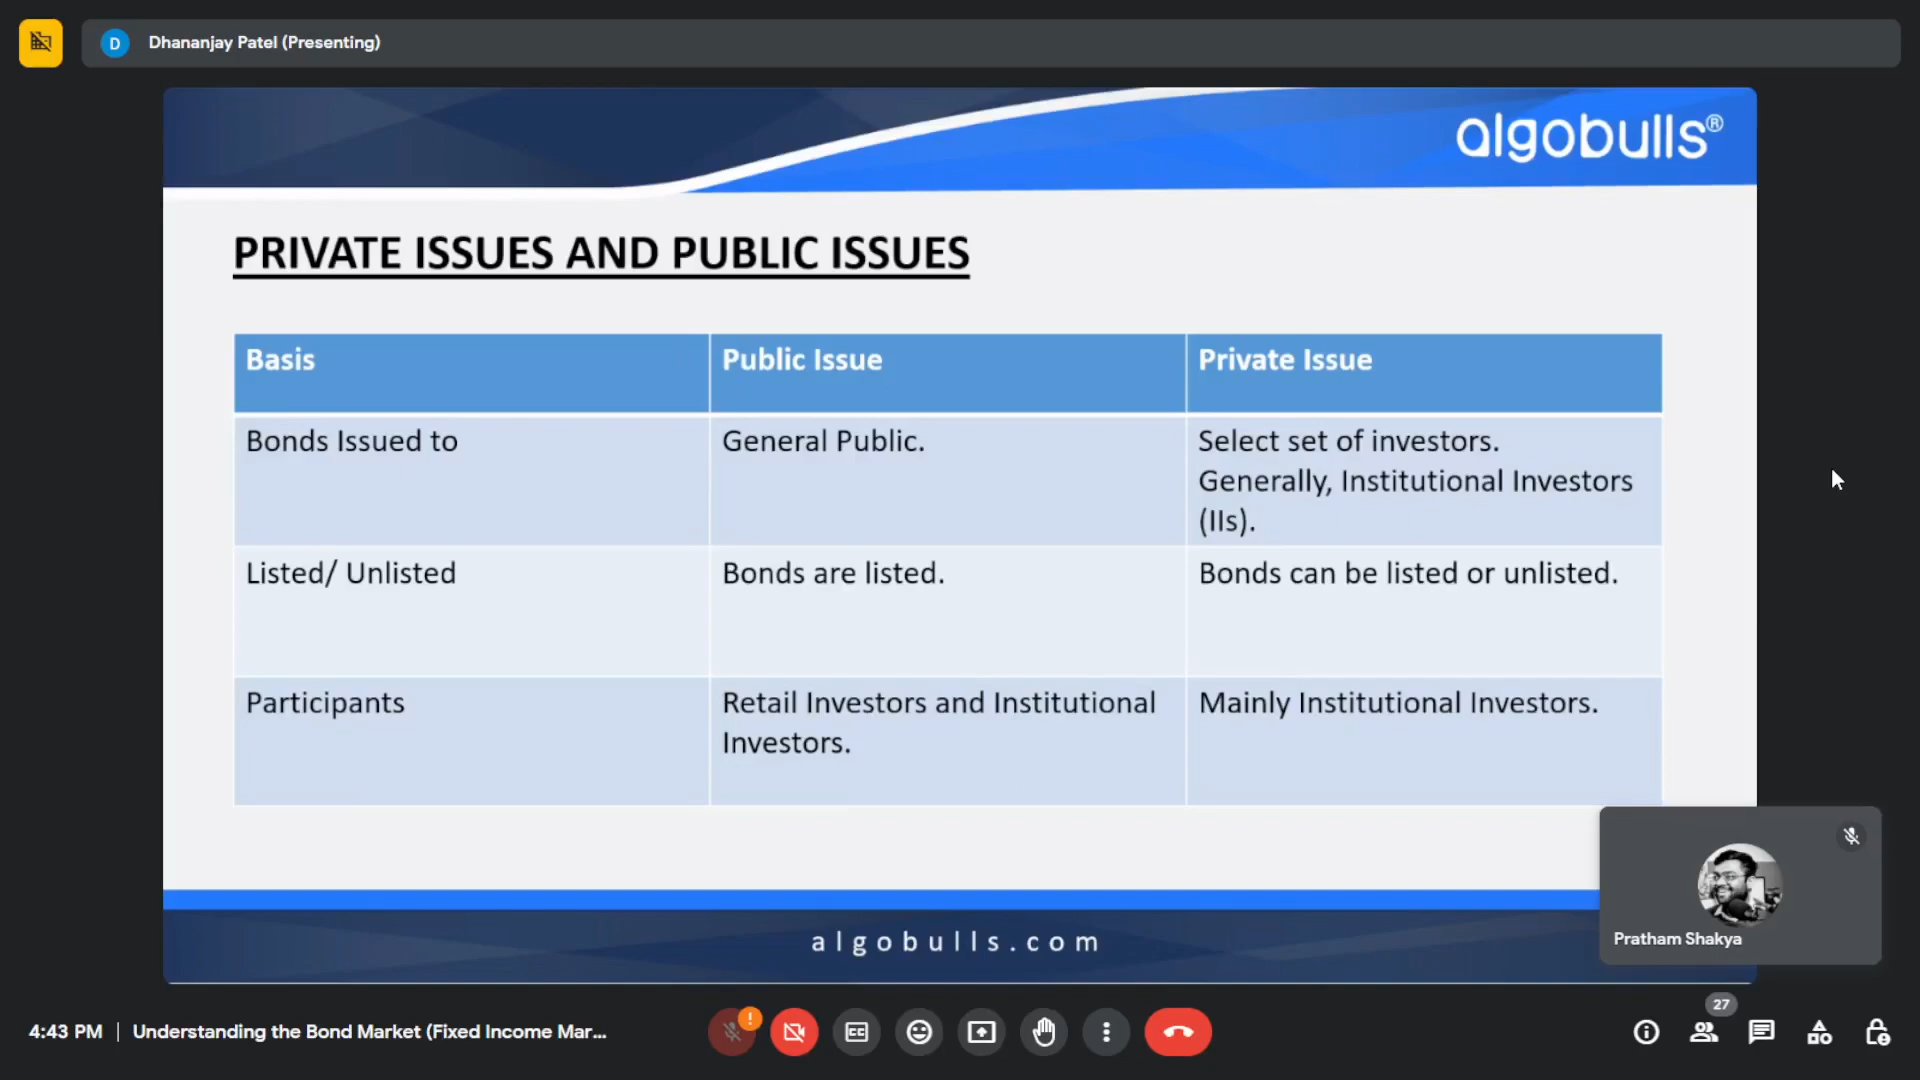 D Dhananjay Patel (Presenting)
algobulls®
PRIVATE ISSUES AND PUBLIC ISSUES
Basis
Public Issue
Private Issue
Bonds Issued to
General Public.
Select set of investors.
Generally, Institutional Investors
(IIs).
Listed/ Unlisted
Bonds are listed.
Bonds can be listed or unlisted.
Participants
Retail Investors and Institutional
Investors.
Mainly Institutional Investors.
algobulls.com
Pratham Shakya
4:43 PM | Understanding the Bond Market (Fixed Income Mar...
CC
27